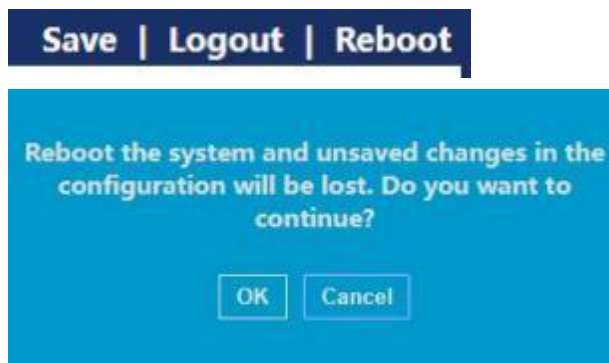 Save | Logout | Reboot
Reboot the system and unsaved changes in the
configuration will be lost. Do you want to
continue?
OK Cancel